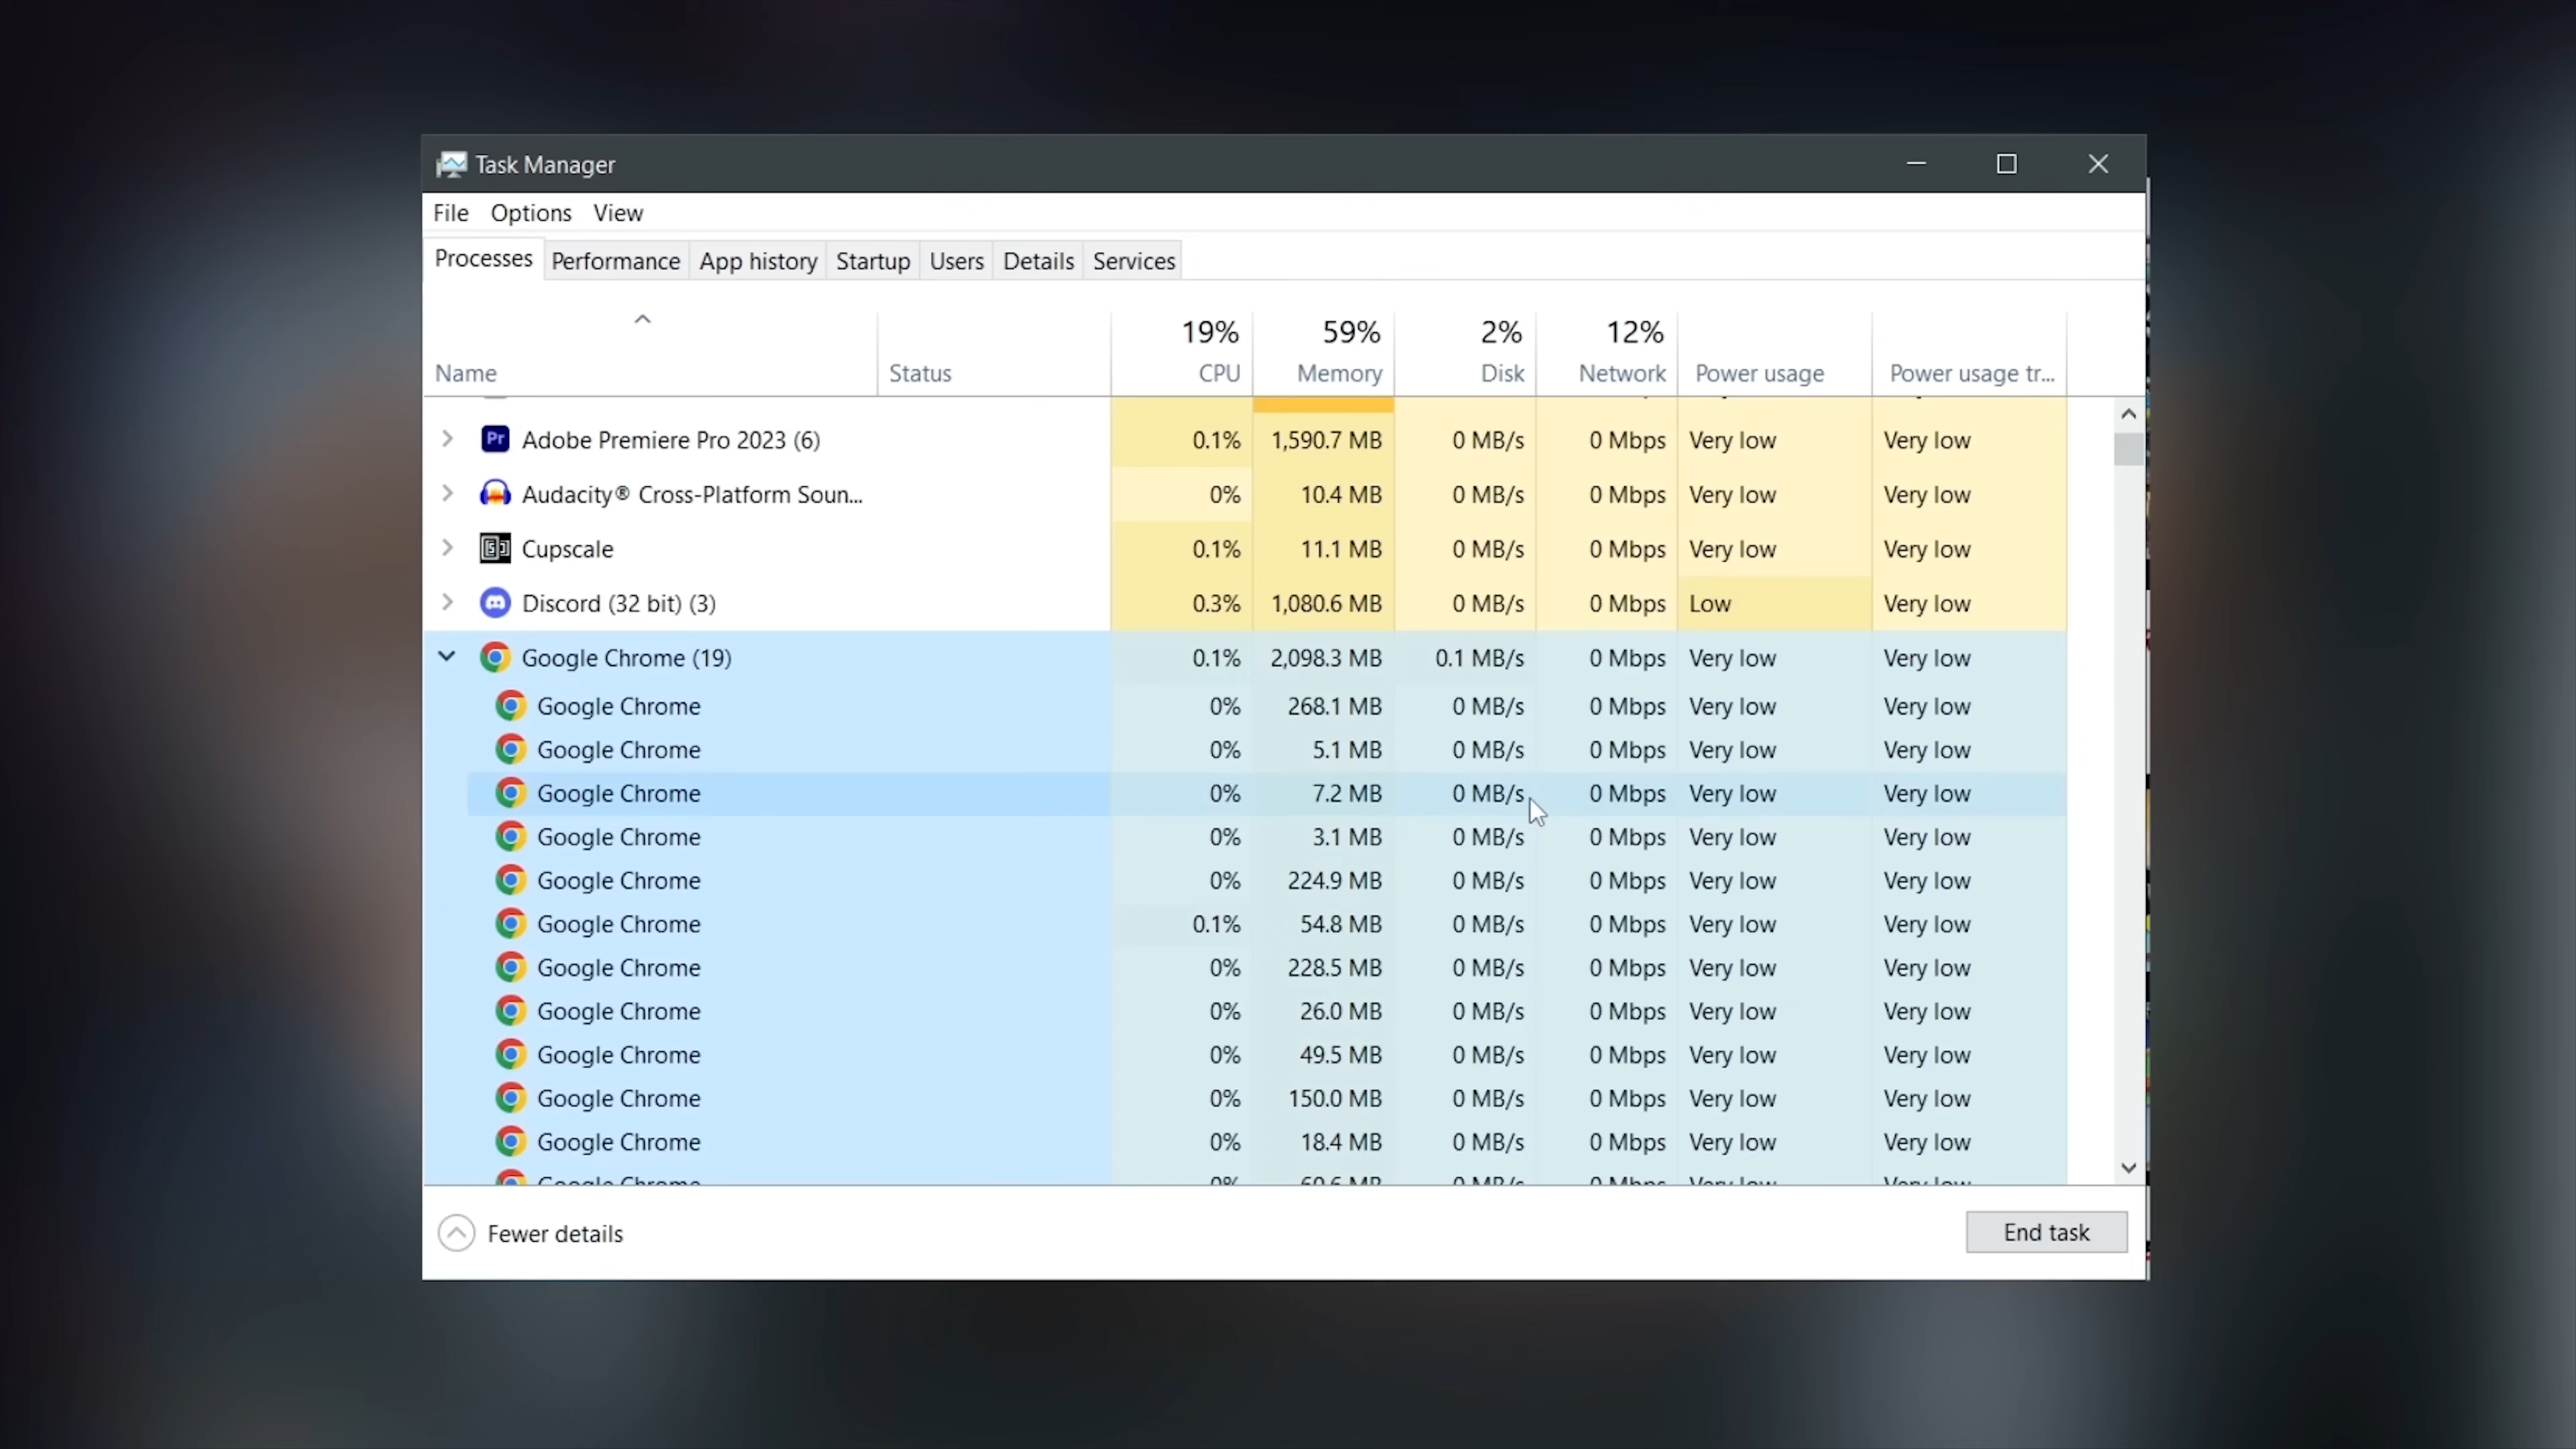 Task Manager
File Options View
Processes Performance App history Startup Users Details Services
19% 59% 2% 12%
Name Status CPU Memory Disk Network Power usage Power usage tr...
Pr Adobe Premiere Pro 2023 (6) 0.1% 1,590.7 MB 0 MB/s 0 Mbps Very low Very low
Audacity® Cross-Platform Soun... 0% 10.4 MB 0 MB/s 0 Mbps Very low Very low
Cupscale 0.1% 11.1 MB 0 MB/s 0 Mbps Very low Very low
Discord (32 bit) (3) 0.3% 1,080.6 MB 0 MB/s 0 Mbps Low Very low
Google Chrome (19) 0.1% 2,098.3 MB 0.1 MB/s 0 Mbps Very low Very low
Google Chrome 0% 268.1 MB 0 MB/s 0 Mbps Very low Very low
Google Chrome 0% 5.1 MB 0 MB/s 0 Mbps Very low Very low
Google Chrome 0% 7.2 MB 0 MB/s 0 Mbps Very low Very low
Google Chrome 0% 3.1 MB 0 MB/s 0 Mbps Very low Very low
Google Chrome 0% 224.9 MB 0 MB/s 0 Mbps Very low Very low
Google Chrome 0.1% 54.8 MB 0 MB/s 0 Mbps Very low Very low
Google Chrome 0% 228.5 MB 0 MB/s 0 Mbps Very low Very low
Google Chrome 0% 26.0 MB 0 MB/s 0 Mbps Very low Very low
Google Chrome 0% 49.5 MB 0 MB/s 0 Mbps Very low Very low
Google Chrome 0% 150.0 MB 0 MB/s 0 Mbps Very low Very low
Google Chrome 0% 18.4 MB 0 MB/s 0 Mbps Very low Very low
Google Chrome 0% MB 0 MB/s 0 Mbps Very low Very low
Fewer details End task